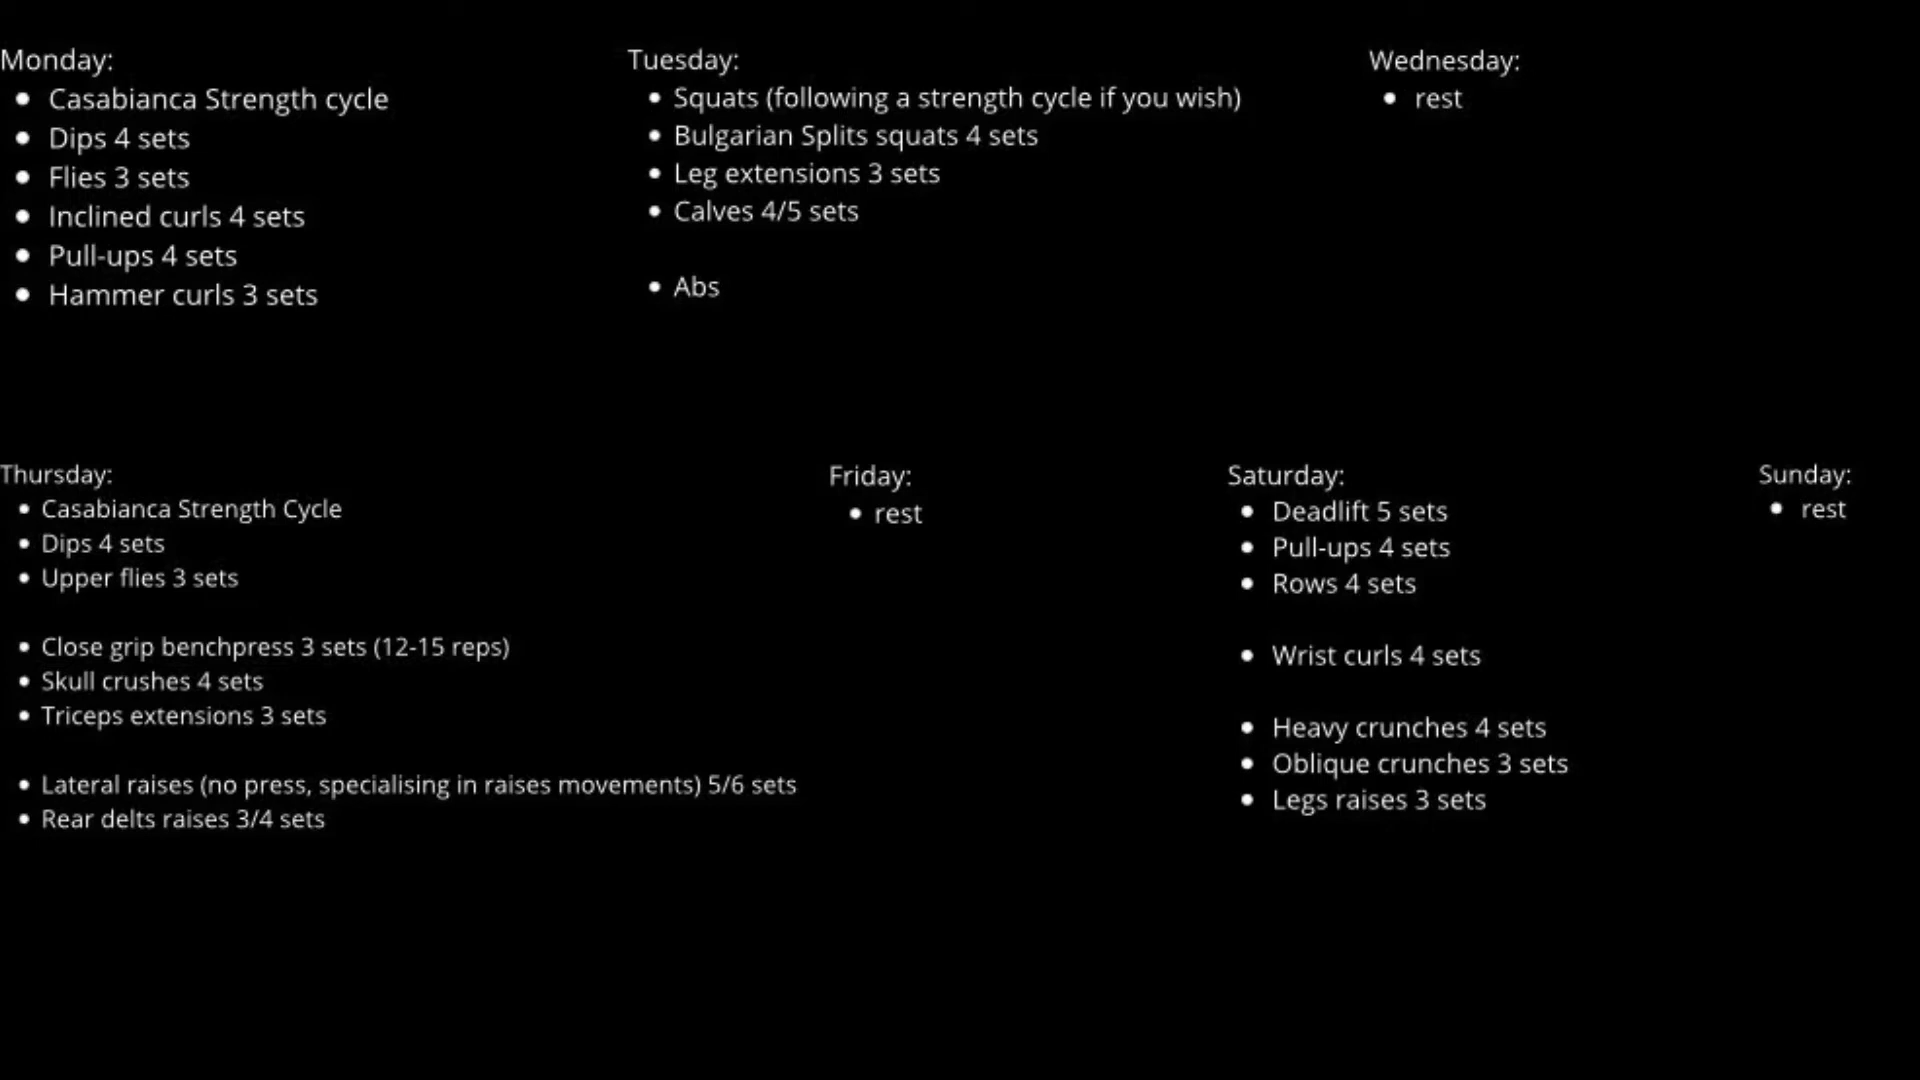 Monday:
• Casabianca Strength cycle
• Dips 4 sets
• Flies 3 sets
• Inclined curls 4 sets
• Pull-ups 4 sets
• Hammer curls 3 sets
Tuesday:
• Squats (following a strength cycle if you wish)
• Bulgarian Splits squats 4 sets
• Leg extensions 3 sets
• Calves 4/5 sets
• Abs
Wednesday:
• rest
Thursday:
• Casabianca Strength Cycle
• Dips 4 sets
• Upper flies 3 sets
• Close grip benchpress 3 sets (12-15 reps)
• Skull crushes 4 sets
• Triceps extensions 3 sets
• Lateral raises (no press, specialising in raises movements) 5/6 sets
• Rear delts raises 3/4 sets
Friday:
• rest
Saturday:
• Deadlift 5 sets
• Pull-ups 4 sets
• Rows 4 sets
• Wrist curls 4 sets
• Heavy crunches 4 sets
• Oblique crunches 3 sets
• Legs raises 3 sets
Sunday:
• rest